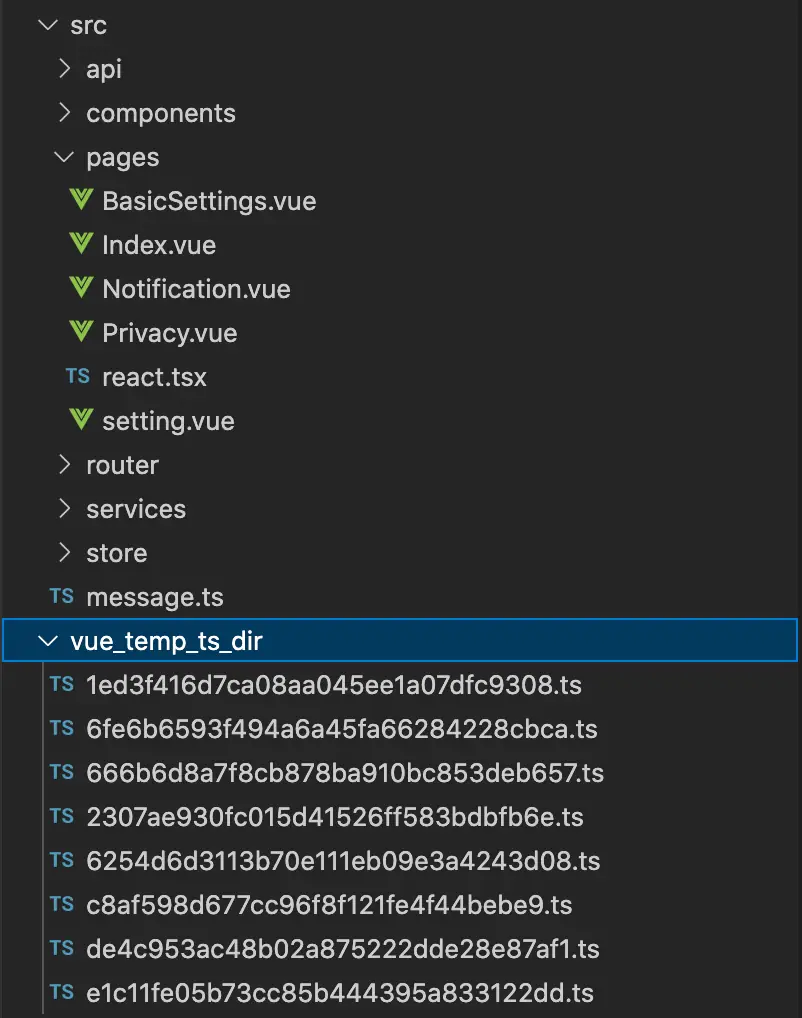 src
api
components
pages
BasicSettings.vue
Index.vue
Notification.vue
Privacy.vue
TS react.tsx
setting.vue
router
services
store
TS message.ts
vue_temp_ts_dir
TS 1ed3f416d7ca08aa045ee1a07dfc9308.ts
TS 6fe6b6593f494a6a45fa66284228cbca.ts
TS 666b6d8a7f8cb878ba910bc853deb657.ts
TS 2307ae930fc015d41526ff583bdbfb6e.ts
TS 6254d6d3113b70e111eb09e3a4243d08.ts
TS c8af598d677cc96f8f121fe4f44bebe9.ts
TS de4c953ac48b02a875222dde28e87af1.ts
TS e1c11fe05b73cc85b444395a833122dd.ts